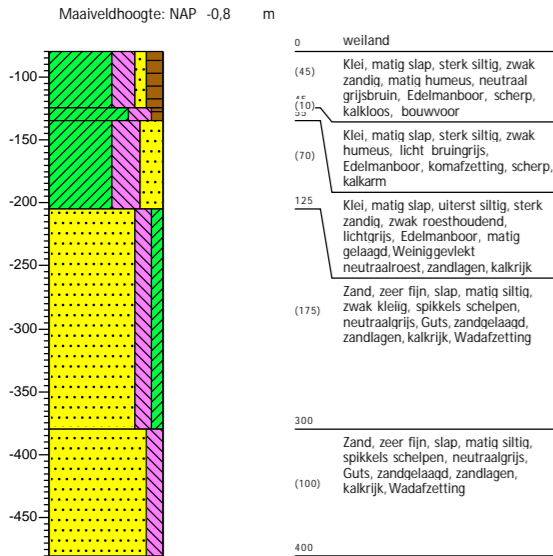 Maaiveldhoogte: NAP -0,8 m
0 weiland
-100
-150
-200
-250
-300
-350
-400
-450
(45)
Klei, matig slap, sterk siltig, zwak
zandig, matig humeus, neutraal
grijsbruin, Edelmanboor, scherp,
kalkloos, bouwvoor
45
(10)
55
Klei, matig slap, sterk siltig, zwak
humeus, licht bruingrijs,
Edelmanboor, komafzetting, scherp,
kalkarm
(70)
125
Klei, matig slap, uiterst siltig, sterk
zandig, zwak roesthoudend,
lichtgrijs, Edelmanboor, matig
gelaagd, Weiniggevlekt
neutraalroest, zandlagen, kalkrijk
(175)
Zand, zeer fijn, slap, matig siltig,
zwak kleiïg, spikkels schelpen,
neutraalgrijs, Guts, zandgelaagd,
zandlagen, kalkrijk, Wadafzetting
300
Zand, zeer fijn, slap, matig siltig,
spikkels schelpen, neutraalgrijs,
Guts, zandgelaagd, zandlagen,
kalkrijk, Wadafzetting
(100)
400